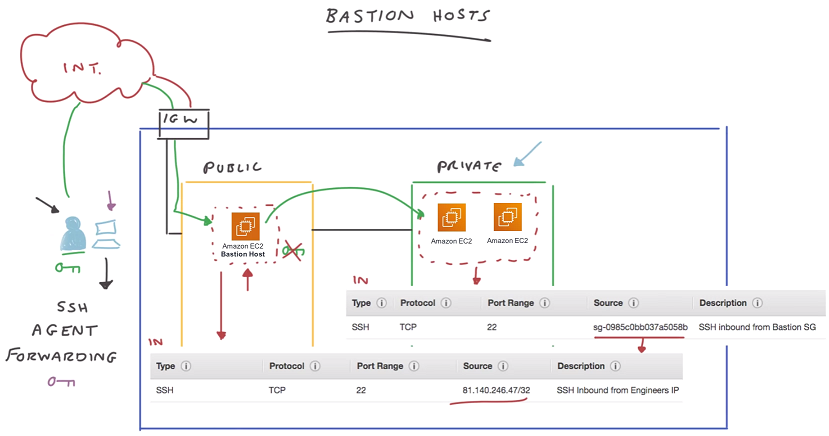 BASTION HOSTS
INT.
IGW
PUBLIC
PRIVATE
Amazon EC2
Bastion Host
Amazon EC2
Amazon EC2
IN
Type Protocol Port Range Source Description
SSH TCP 22 sg-0985c0bb037a5058b SSH inbound from Bastion SG
SSH
AGENT
FORWARDING
IN
Type Protocol Port Range Source Description
SSH TCP 22 81.140.246.47/32 SSH Inbound from Engineers IP